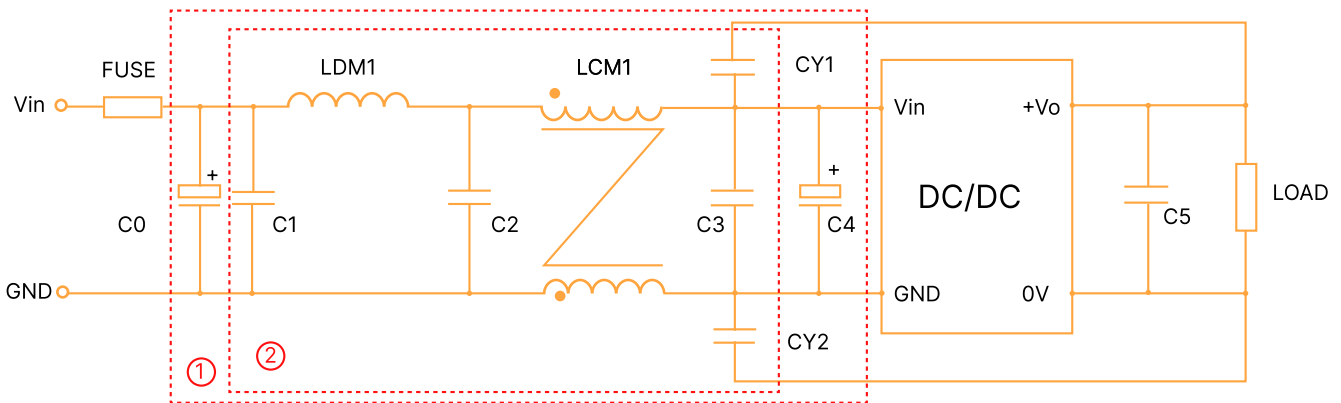 CY1
FUSE
LDM1
LCM1
Vin
Vin
+Vo
+
+
DC/DC
LOAD
C0
C1
C2
C3
C4
C5
GND
GND
0V
CY2
1
2